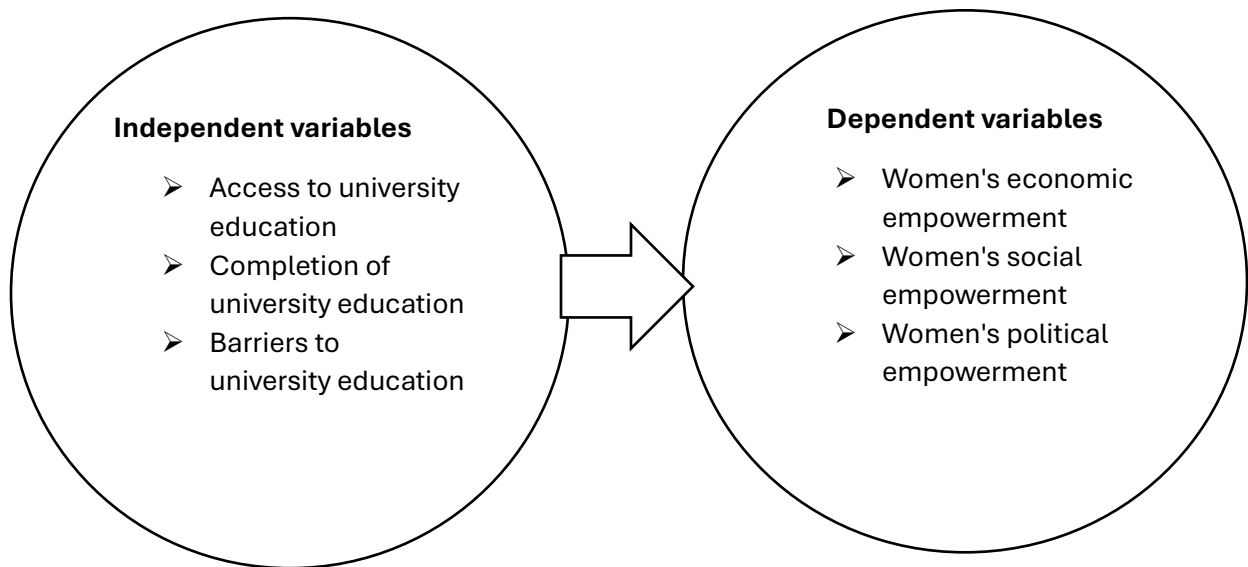 Independent variables
➢ Access to university
education
➢ Completion of
university education
➢ Barriers to
university education
Dependent variables
➢ Women's economic
empowerment
➢ Women's social
empowerment
➢ Women's political
empowerment